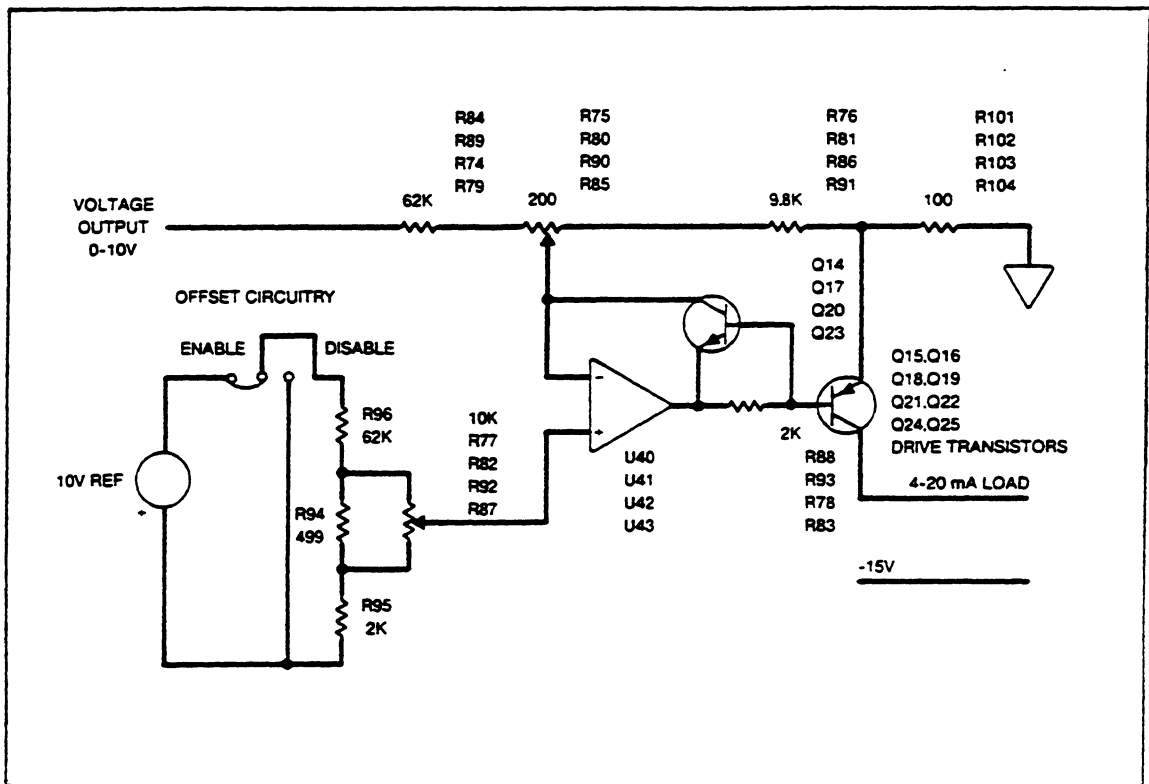 R84
R89
R74
R79
R75
R80
R90
R85
R76
R81
R86
R91
R101
R102
R103
R104
VOLTAGE
OUTPUT
0-10V
62K
200
9.8K
100
OFFSET CIRCUITRY
ENABLE
DISABLE
Q14
Q17
Q20
Q23
Q15,Q16
Q18,Q19
Q21,Q22
Q24,Q25
DRIVE TRANSISTORS
10V REF
+
R96
62K
R94
499
R95
2K
10K
R77
R82
R92
R87
-
+
U40
U41
U42
U43
2K
R88
R93
R78
R83
4-20 mA LOAD
-15V